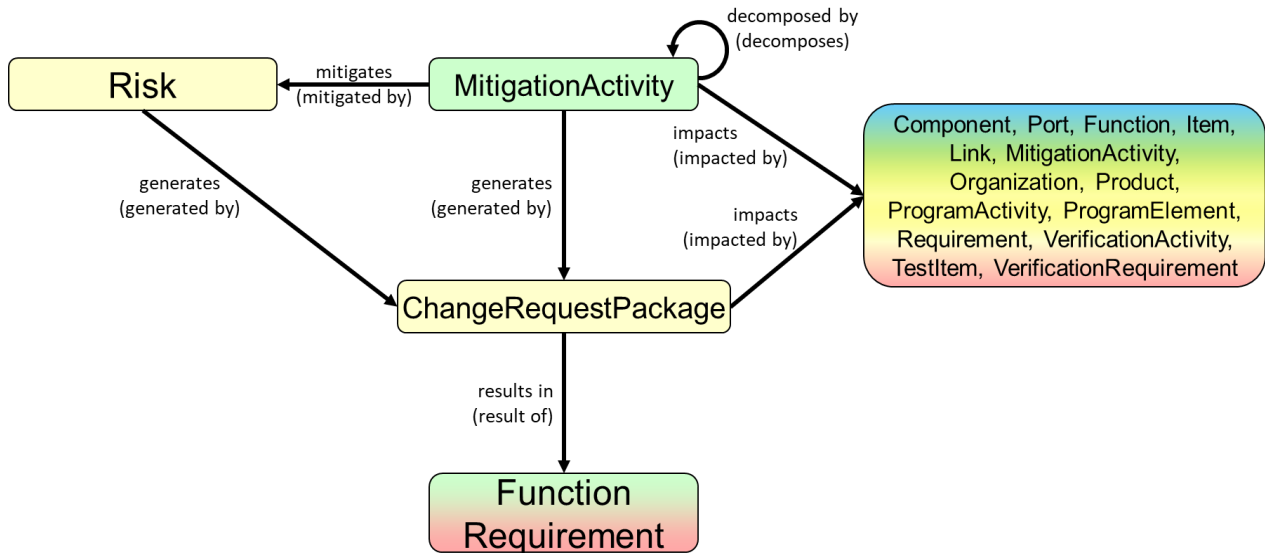 decomposed by
(decomposes)
Risk
mitigates
(mitigated by)
MitigationActivity
impacts
(impacted by)
Component, Port, Function, Item,
Link, MitigationActivity,
Organization, Product,
ProgramActivity, ProgramElement,
Requirement, VerificationActivity,
TestItem, VerificationRequirement
generates
(generated by)
generates
(generated by)
impacts
(impacted by)
ChangeRequestPackage
results in
(result of)
Function
Requirement